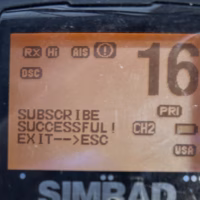 RX Hi AIS
16
DSC
PRI
SUBSCRIBE
SUCCESSFUL!
CH2
EXIT-->ESC
USA
SIMRAD